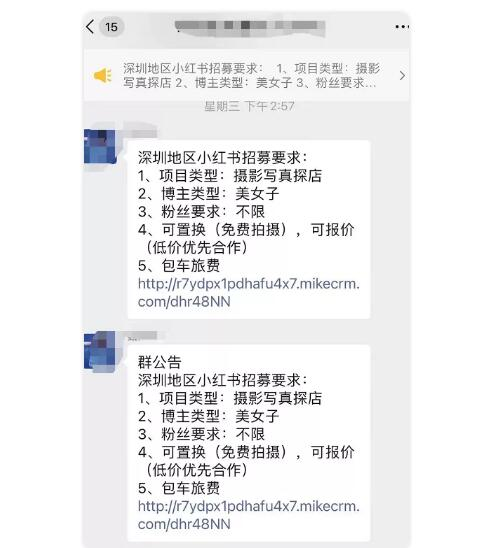 15
深圳地区小红书招募要求： 1、项目类型：摄影
写真探店 2、博主类型：美女子 3、粉丝要求...
星期三 下午2:57
深圳地区小红书招募要求：
1、项目类型：摄影写真探店
2、博主类型：美女子
3、粉丝要求：不限
4、可置换（免费拍摄），可报价
（低价优先合作）
5、包车旅费
http://r7ydpx1pdhafu4x7.mikecrm.
com/dhr48NN
群公告
深圳地区小红书招募要求：
1、项目类型：摄影写真探店
2、博主类型：美女子
3、粉丝要求：不限
4、可置换（免费拍摄），可报价
（低价优先合作）
5、包车旅费
http://r7ydpx1pdhafu4x7.mikecrm.
com/dhr48NN